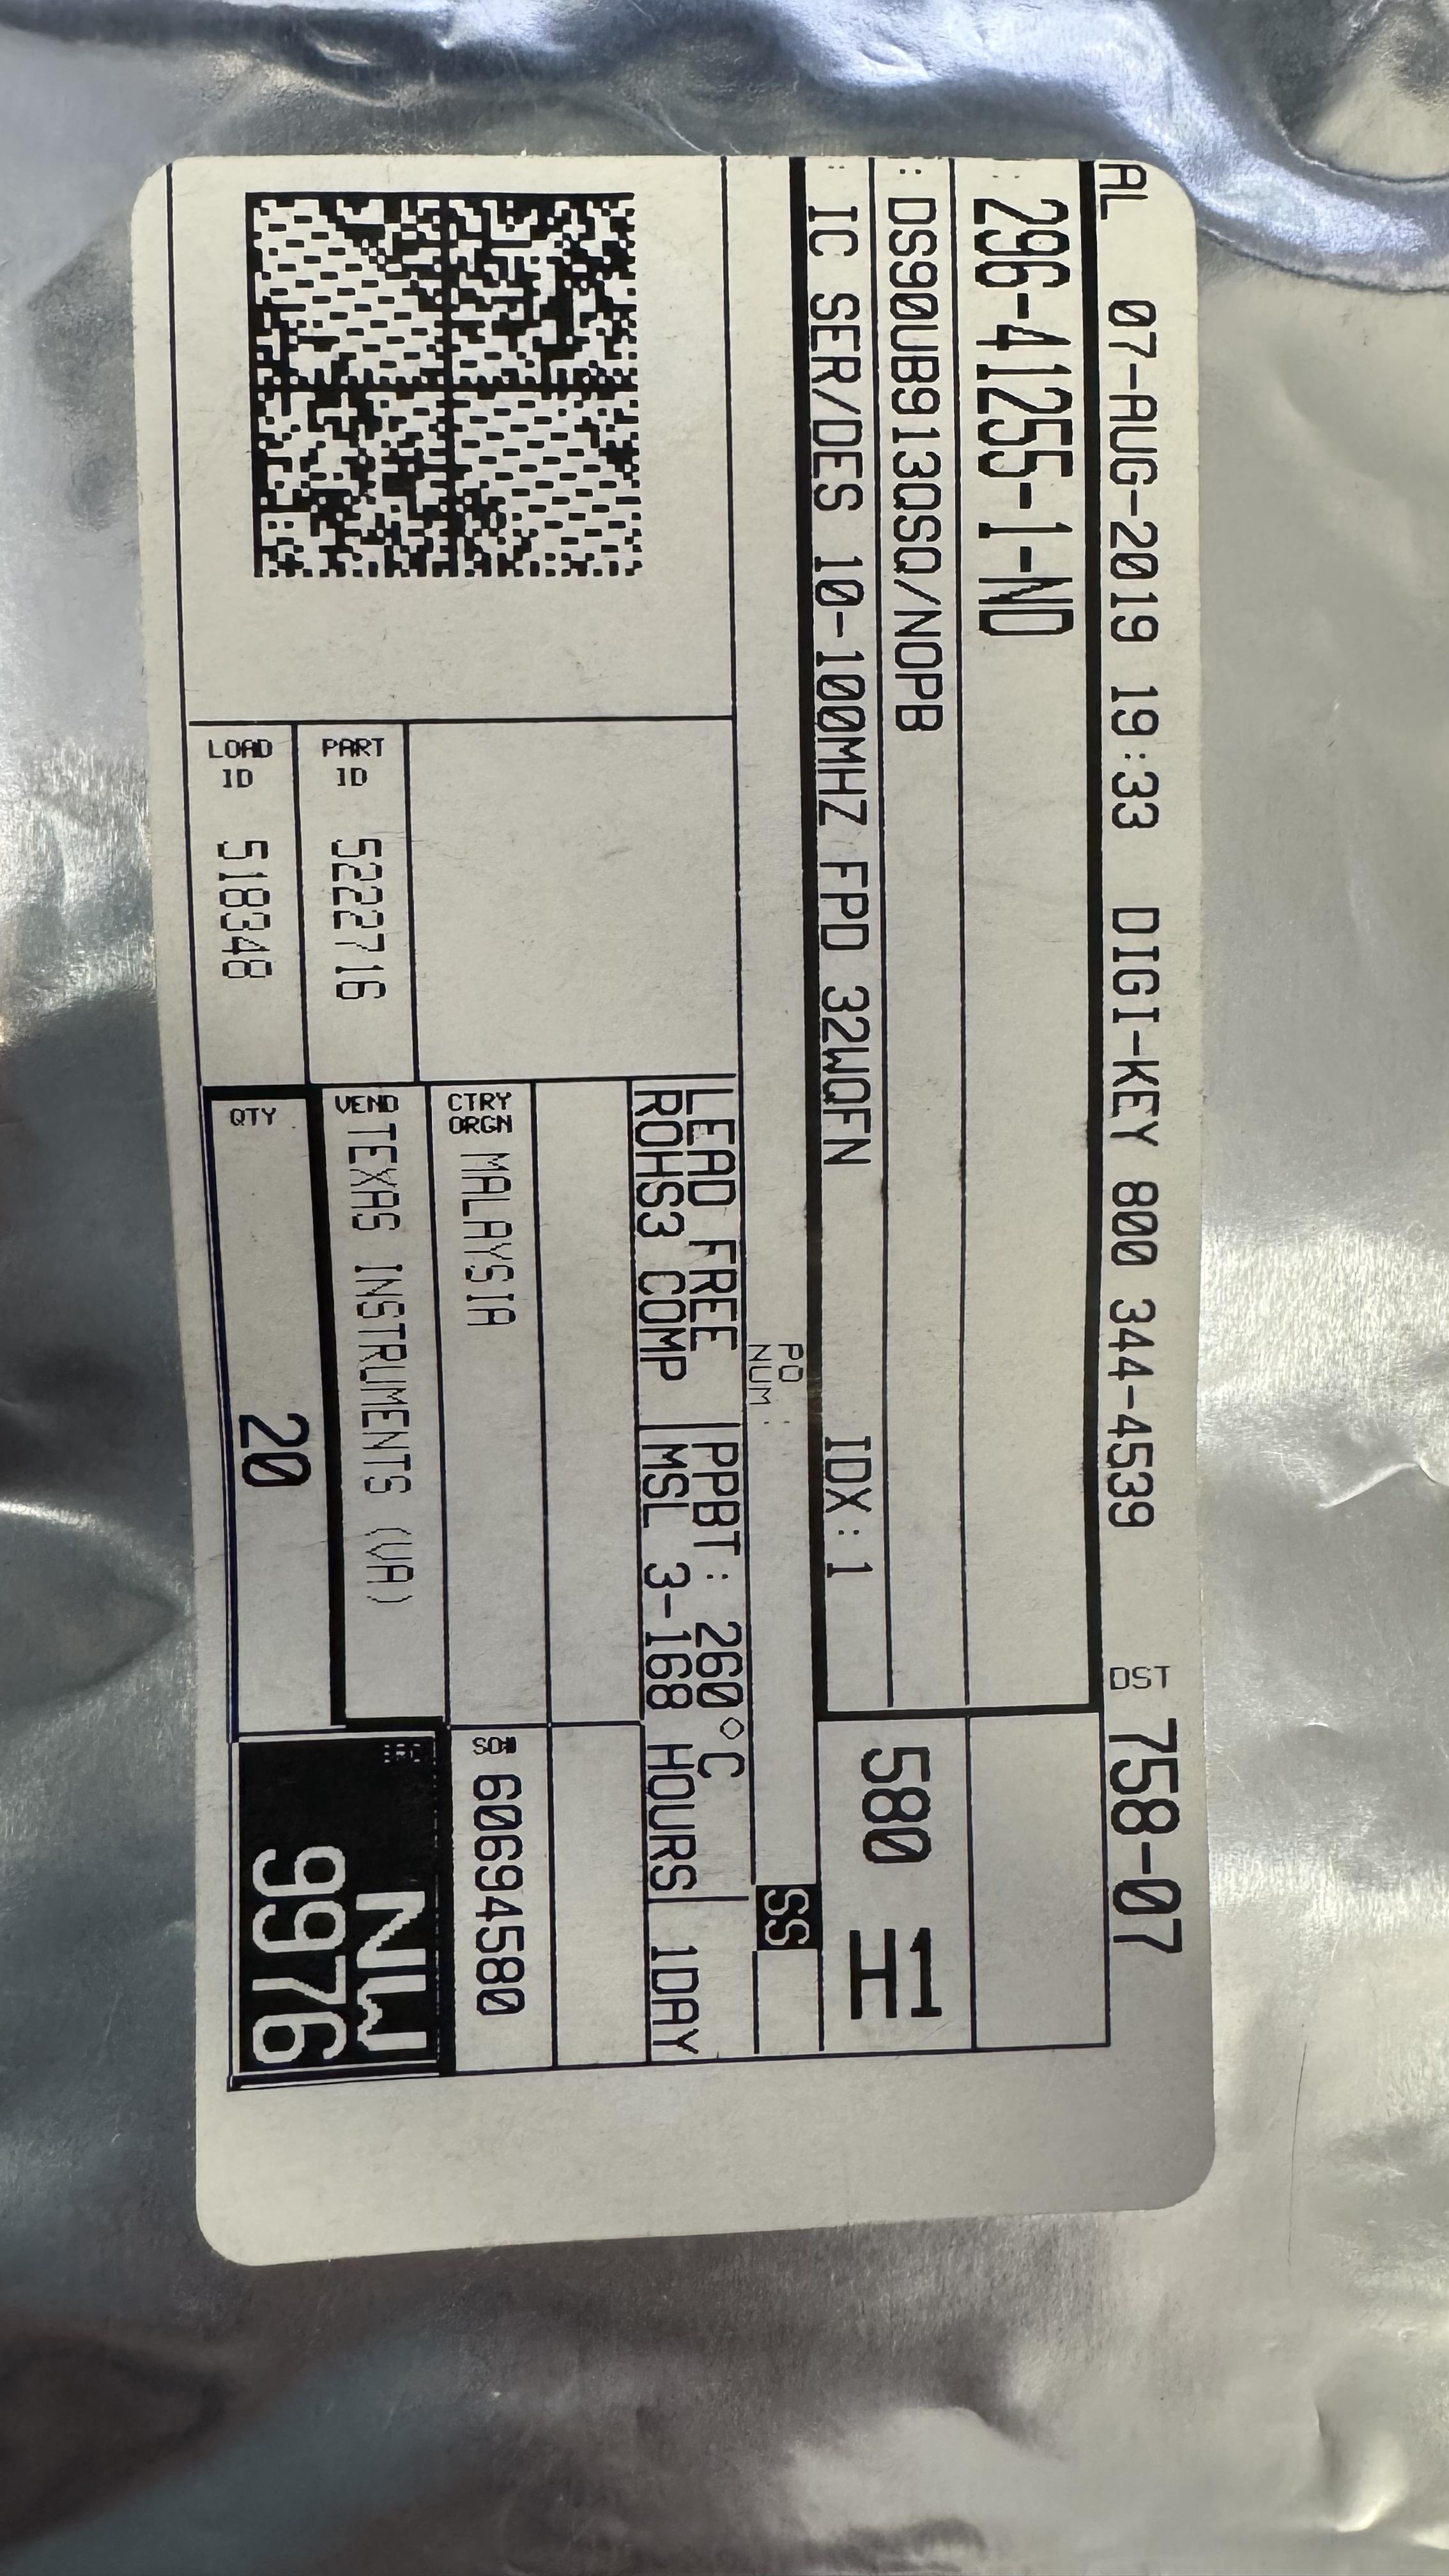 AL 07-AUG-2019 19:33 DIGI-KEY 800 344-4539 DST 758-07
: 296-41255-1-ND
: DS90UB913QSQ/NOPB
: IC SER/DES 10-100MHZ FPD 32WQFN IDX:1
580 H1
PO
NUM:
SS
LEAD FREE PPBT: 260°C
ROHS3 COMP MSL 3-168 HOURS 1DAY
CTRY
ORGN MALAYSIA
SO# 60694580
PART
ID 5222716
VEND TEXAS INSTRUMENTS (VA)
LOAD
ID 518348
QTY 20
NW
9976